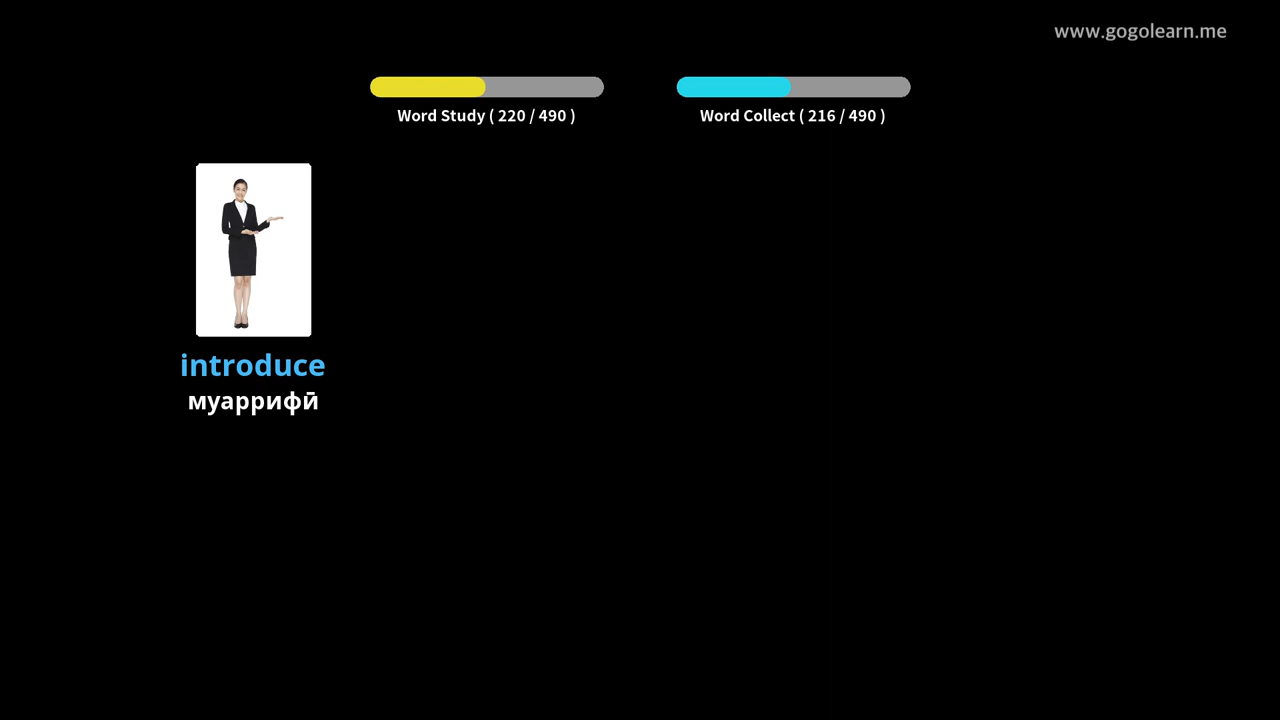 www.gogolearn.me
Word Study ( 220 / 490 )
Word Collect ( 216 / 490 )
introduce
муаррифӣ